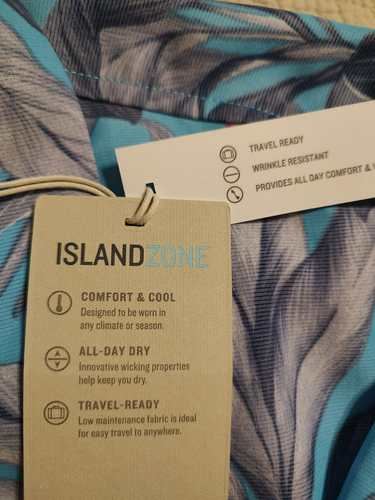 TRAVEL READY
WRINKLE RESISTANT
PROVIDES ALL DAY COMFORT &
ISLANDZONE
COMFORT & COOL
Designed to be worn in
any climate or season.
ALL-DAY DRY
Innovative wicking properties
help keep you dry.
TRAVEL-READY
Low maintenance fabric is ideal
for easy travel to anywhere.